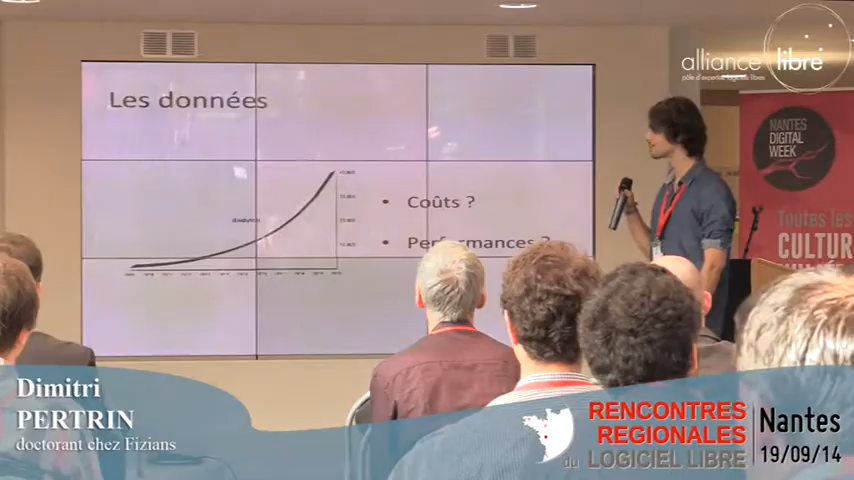 alliance libre
pôle d'expertise logiciels libres
Les données
• Coûts ?
• Performances ?
NANTES
DIGITAL
WEEK
Toutes les
CULTUR
Dimitri
PERTRIN
doctorant chez Fizians
RENCONTRES
REGIONALES
du LOGICIEL LIBRE
Nantes
19/09/14